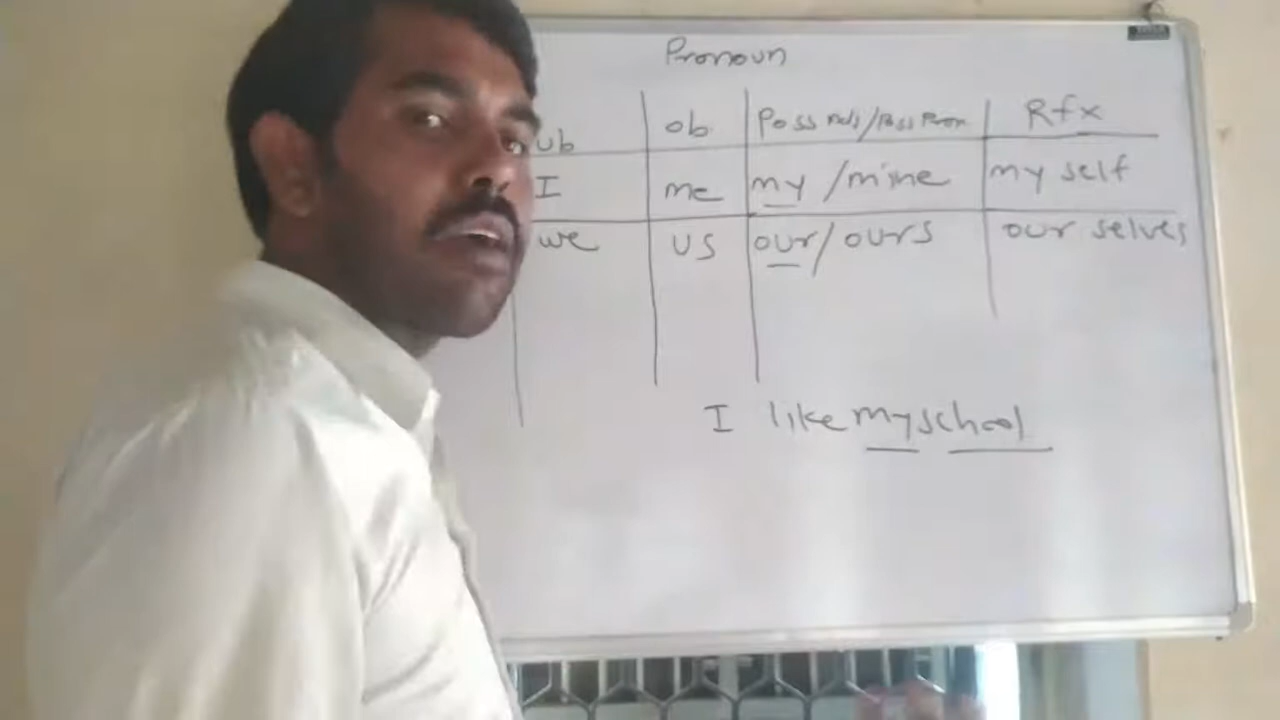 Pronoun
ub ob Poss Adj/Poss Pron Rfx
I me my/mine my self
we us our/ours our selves
I like my school